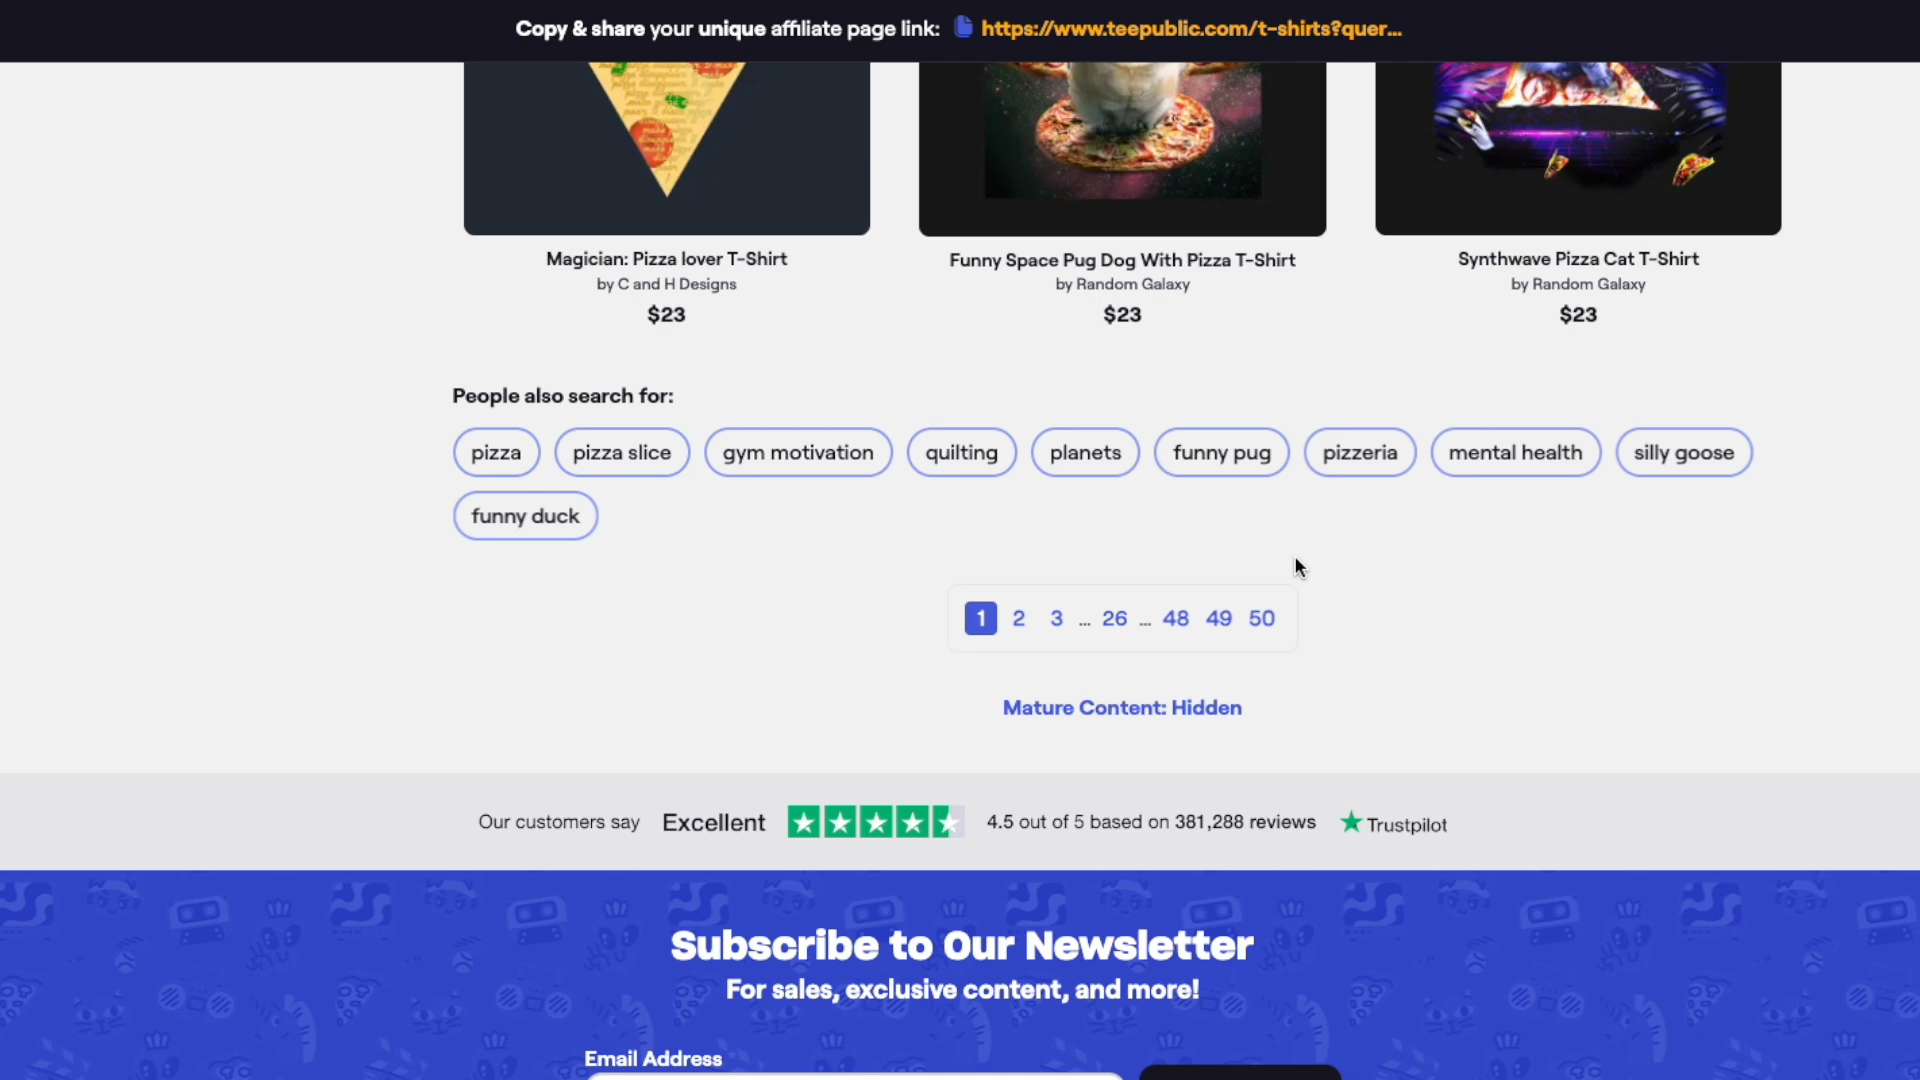 Copy & share your unique affiliate page link: https://www.teepublic.com/t-shirts?quer...
Magician: Pizza lover T-Shirt
by C and H Designs
$23
Funny Space Pug Dog With Pizza T-Shirt
by Random Galaxy
$23
Synthwave Pizza Cat T-Shirt
by Random Galaxy
$23
People also search for:
pizza pizza slice gym motivation quilting planets funny pug pizzeria mental health silly goose
funny duck
1 2 3 ... 26 ... 48 49 50
Mature Content: Hidden
Our customers say Excellent 4.5 out of 5 based on 381,288 reviews Trustpilot
Subscribe to Our Newsletter
For sales, exclusive content, and more!
Email Address